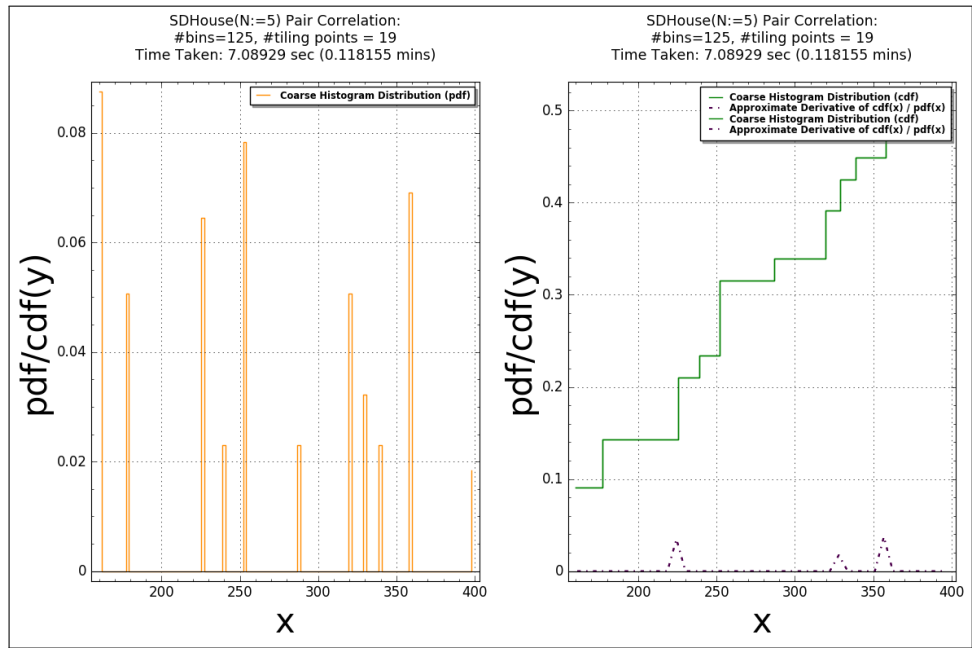 SDHouse(N:=5) Pair Correlation:
#bins=125, #tiling points = 19
Time Taken: 7.08929 sec (0.118155 mins)
Coarse Histogram Distribution (pdf)
0.08
0.06
0.04
0.02
0
pdf/cdf(y)
200
250
300
350
400
x
SDHouse(N:=5) Pair Correlation:
#bins=125, #tiling points = 19
Time Taken: 7.08929 sec (0.118155 mins)
Coarse Histogram Distribution (cdf)
Approximate Derivative of cdf(x) / pdf(x)
Coarse Histogram Distribution (cdf)
Approximate Derivative of cdf(x) / pdf(x)
0.5
0.4
0.3
0.2
0.1
0
pdf/cdf(y)
200
250
300
350
400
x